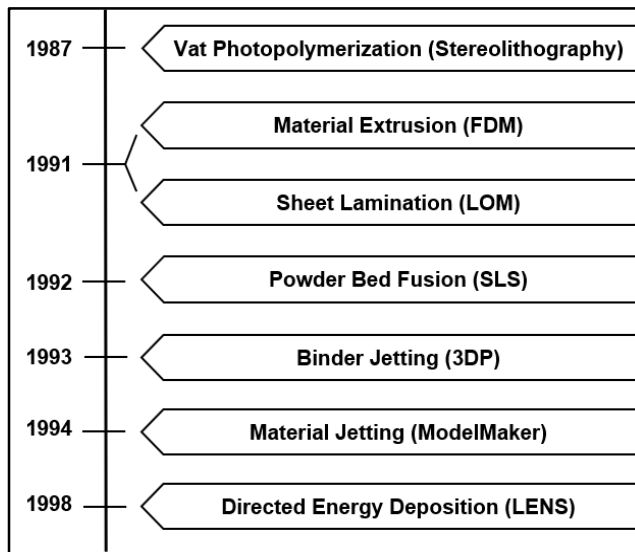 1987
Vat Photopolymerization (Stereolithography)
1991
Material Extrusion (FDM)
Sheet Lamination (LOM)
1992
Powder Bed Fusion (SLS)
1993
Binder Jetting (3DP)
1994
Material Jetting (ModelMaker)
1998
Directed Energy Deposition (LENS)